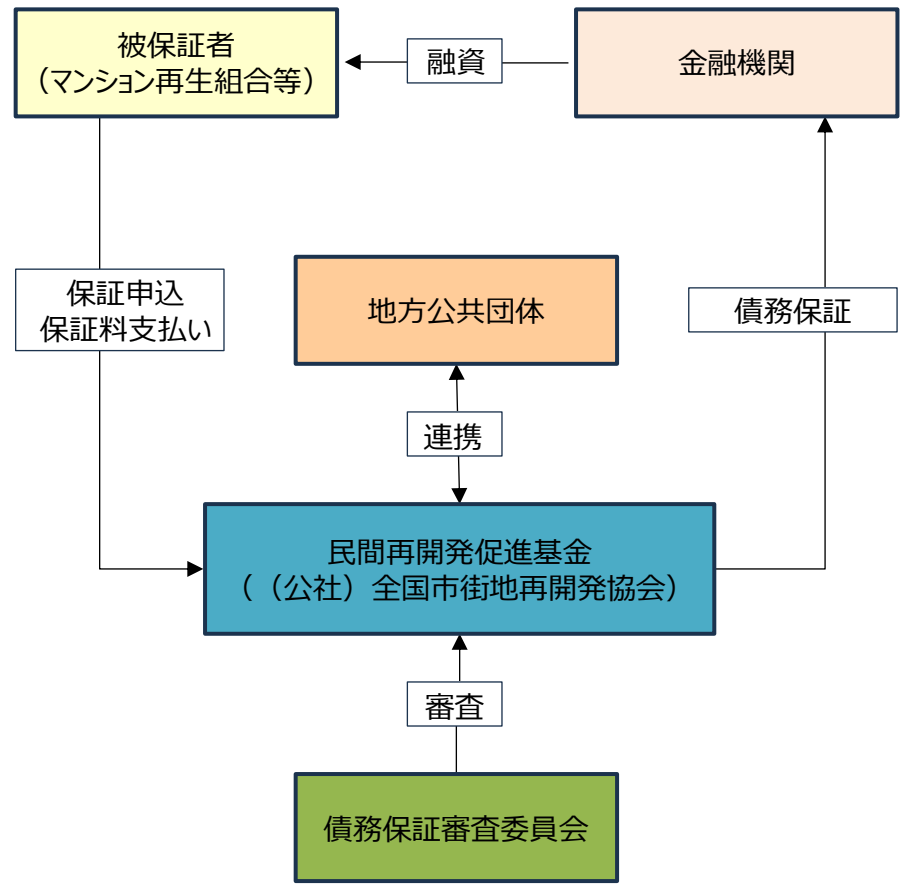 被保証者
（マンション再生組合等）
融資
金融機関
保証申込
保証料支払い
地方公共団体
債務保証
連携
民間再開発促進基金
（（公社）全国市街地再開発協会）
審査
債務保証審査委員会